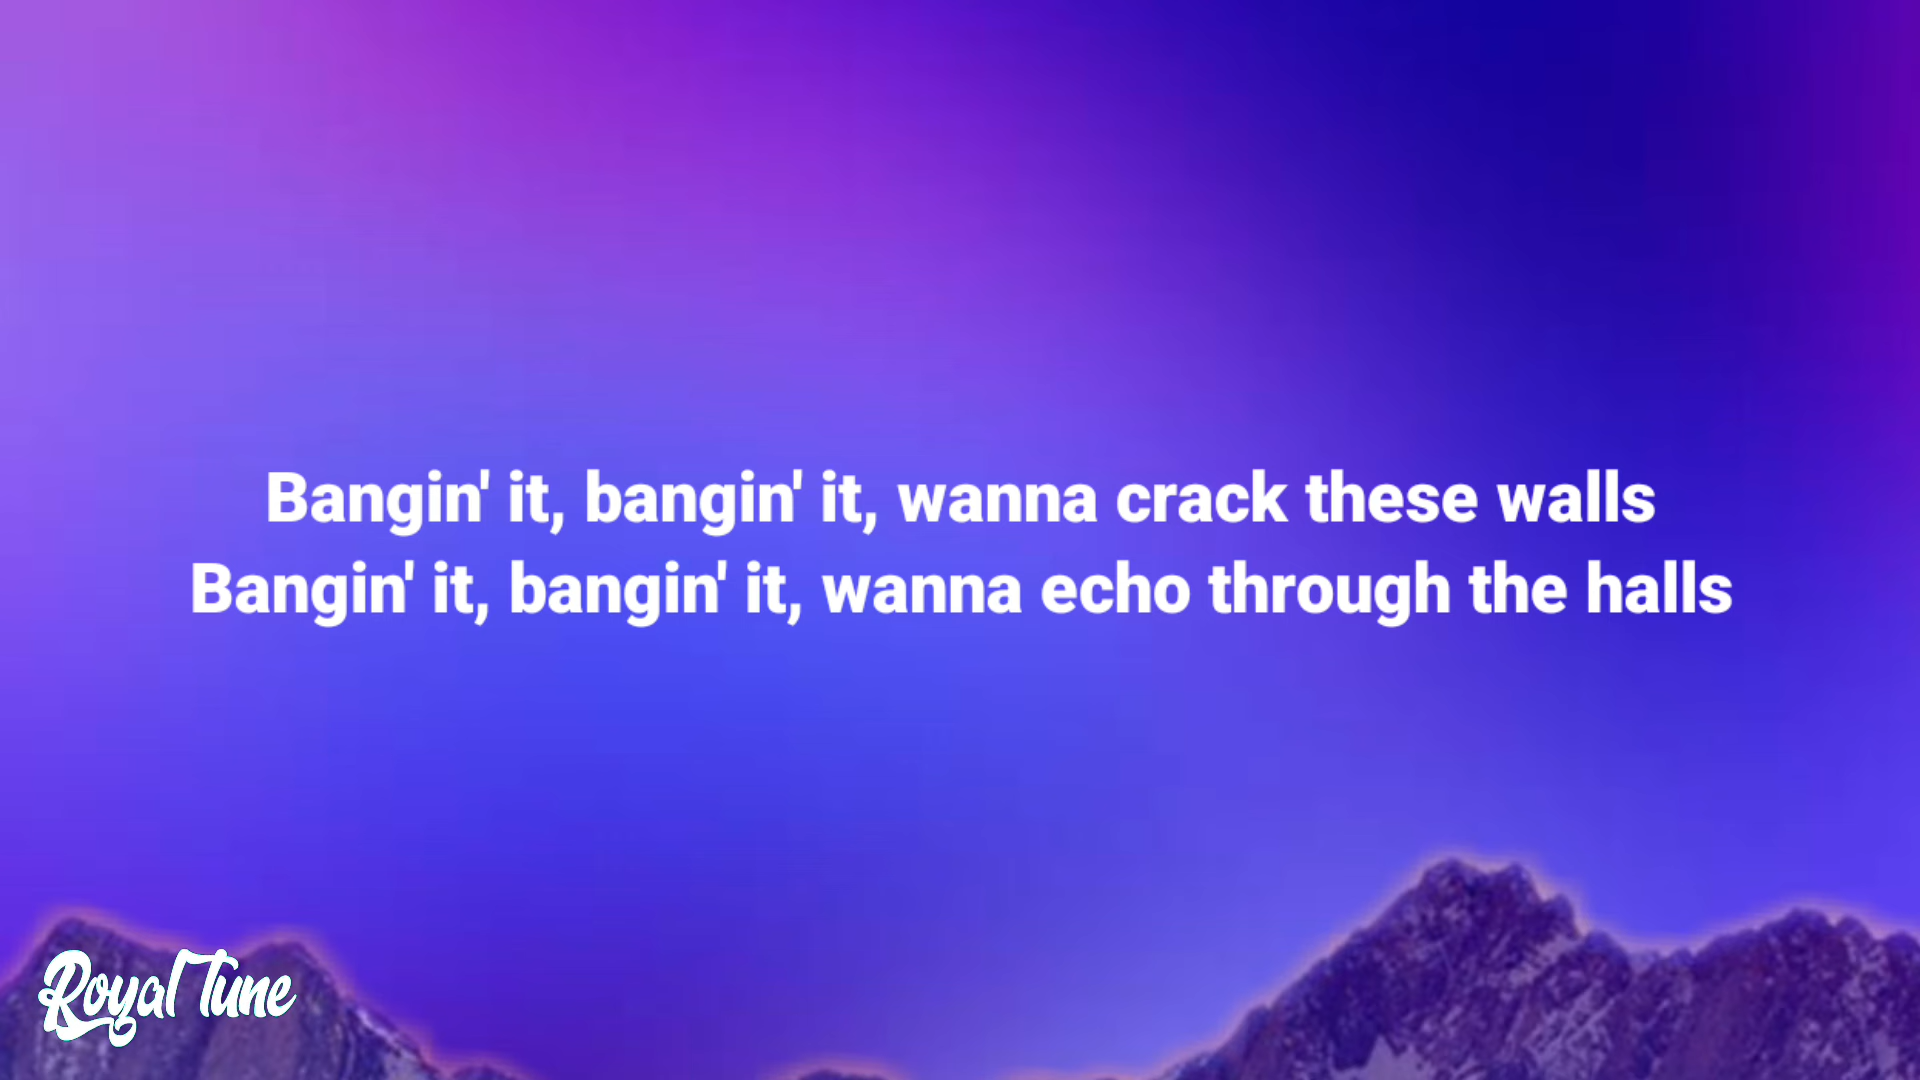 Bangin' it, bangin' it, wanna crack these walls
Bangin' it, bangin' it, wanna echo through the halls
Royal Tune